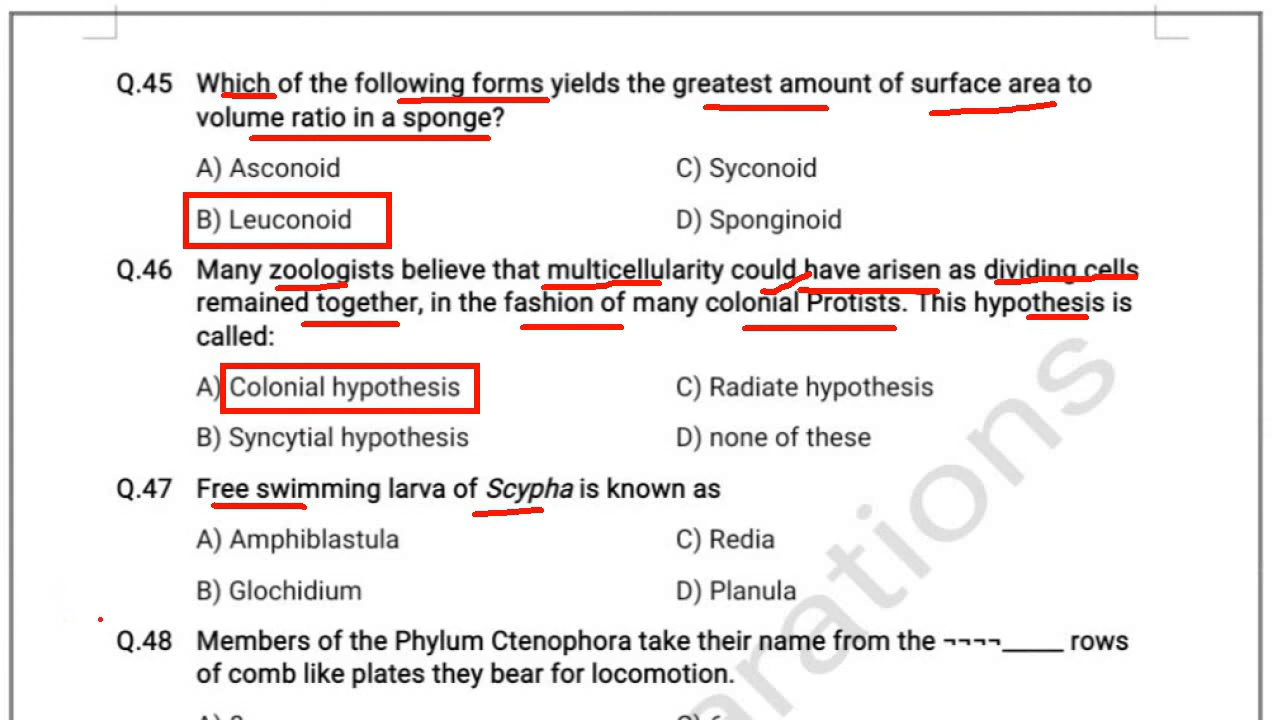 Q.45 Which of the following forms yields the greatest amount of surface area to
volume ratio in a sponge?
A) Asconoid C) Syconoid
B) Leuconoid D) Sponginoid
Q.46 Many zoologists believe that multicellularity could have arisen as dividing cells
remained together, in the fashion of many colonial Protists. This hypothesis is
called:
A) Colonial hypothesis C) Radiate hypothesis
B) Syncytial hypothesis D) none of these
Q.47 Free swimming larva of Scypha is known as
A) Amphiblastula C) Redia
B) Glochidium D) Planula
Q.48 Members of the Phylum Ctenophora take their name from the ¬¬¬¬_____ rows
of comb like plates they bear for locomotion.